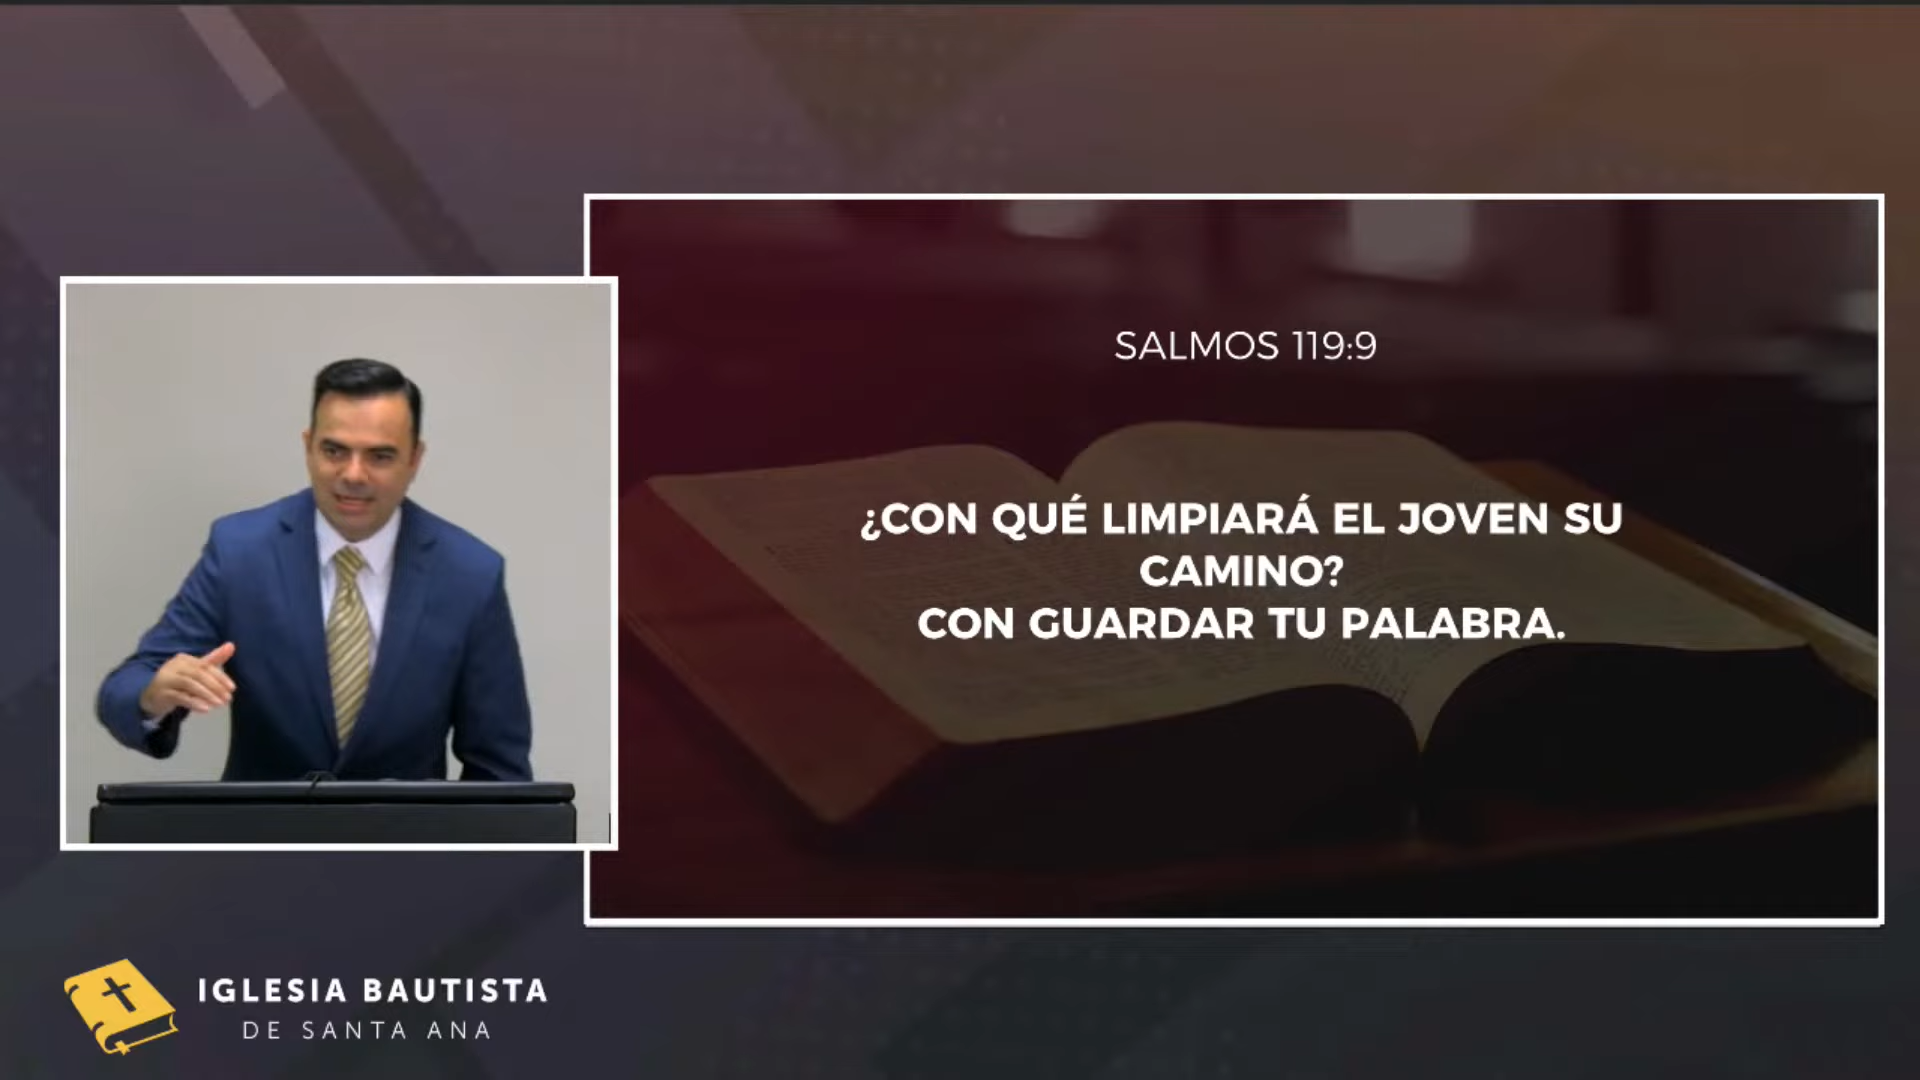 SALMOS 119:9
¿CON QUÉ LIMPIARÁ EL JOVEN SU
CAMINO?
CON GUARDAR TU PALABRA.
IGLESIA BAUTISTA
DE SANTA ANA